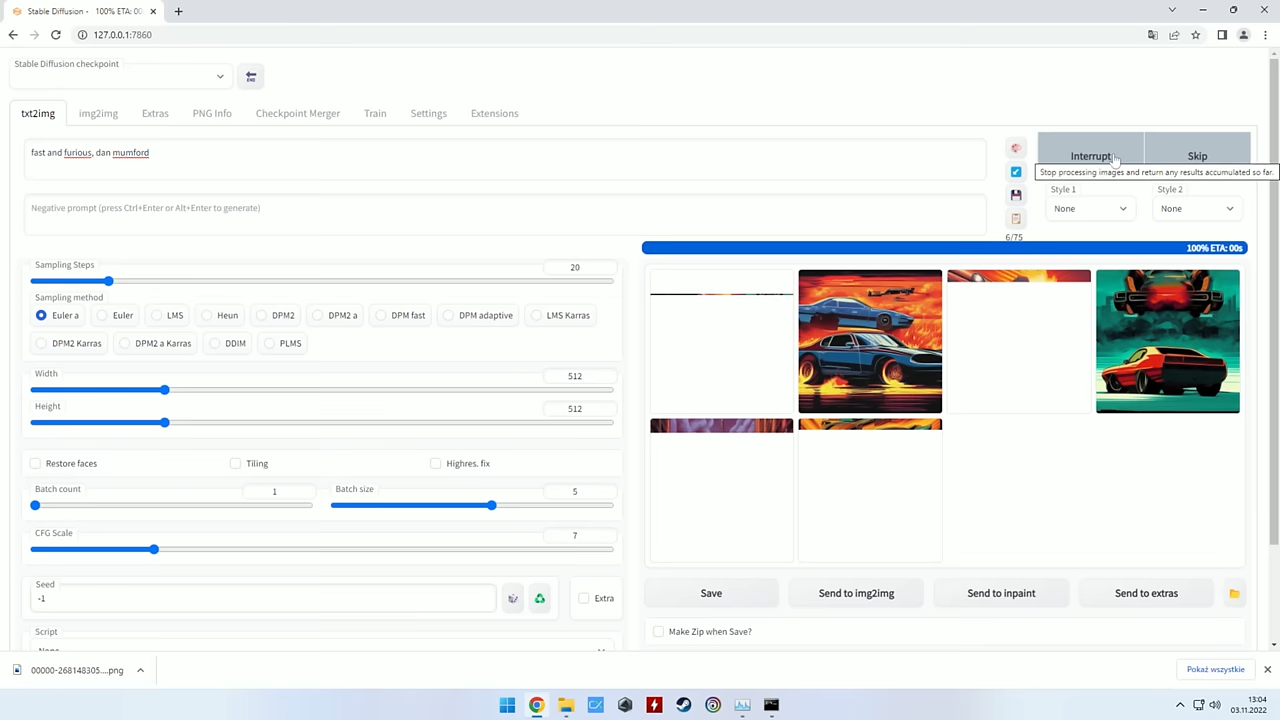 Stable Diffusion - 100% ETA: 00:
127.0.0.1:7860
Stable Diffusion checkpoint
txt2img
img2img
Extras
PNG Info
Checkpoint Merger
Train
Settings
Extensions
fast and furious, dan mumford
Interrupt
Skip
Stop processing images and return any results accumulated so far.
Style 1
Style 2
None
None
Negative prompt (press Ctrl+Enter or Alt+Enter to generate)
6/75
100% ETA: 00s
Sampling Steps
20
Sampling method
Euler a
Euler
LMS
Heun
DPM2
DPM2 a
DPM fast
DPM adaptive
LMS Karras
DPM2 Karras
DPM2 a Karras
DDIM
PLMS
Width
512
Height
512
Restore faces
Tiling
Highres. fix
Batch count
1
Batch size
5
CFG Scale
7
Seed
-1
Extra
Save
Send to img2img
Send to inpaint
Send to extras
Script
Make Zip when Save?
00000-268148305....png
Pokaż wszystkie
13:04
03.11.2022